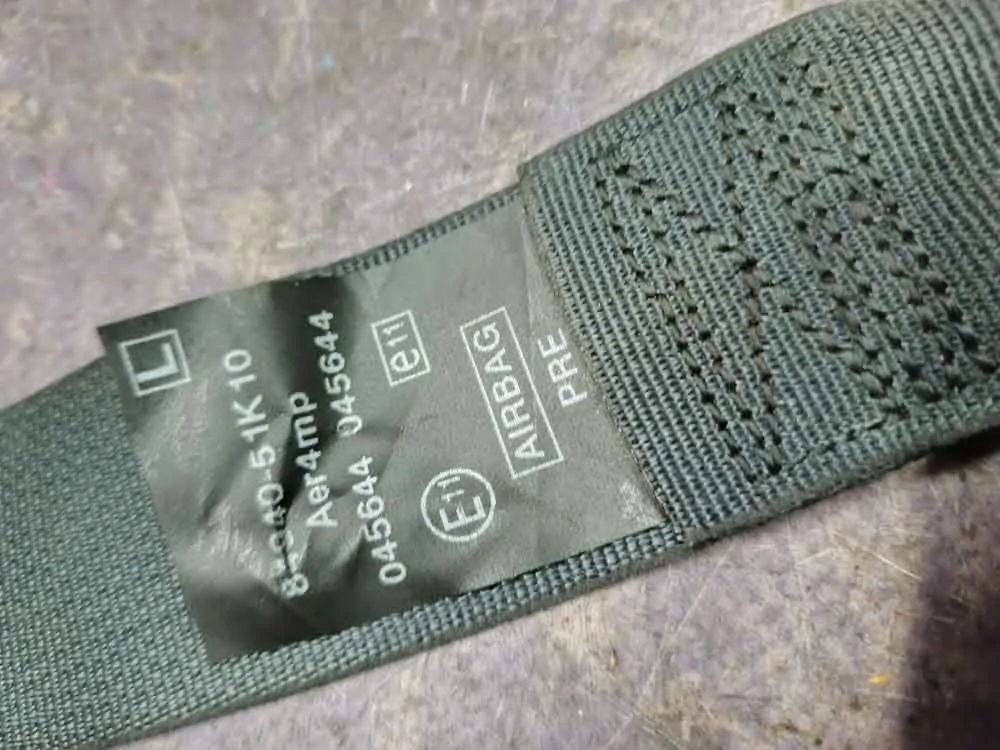 L
Aer4mp
045644 045644
E11 e11
AIRBAG
PRE